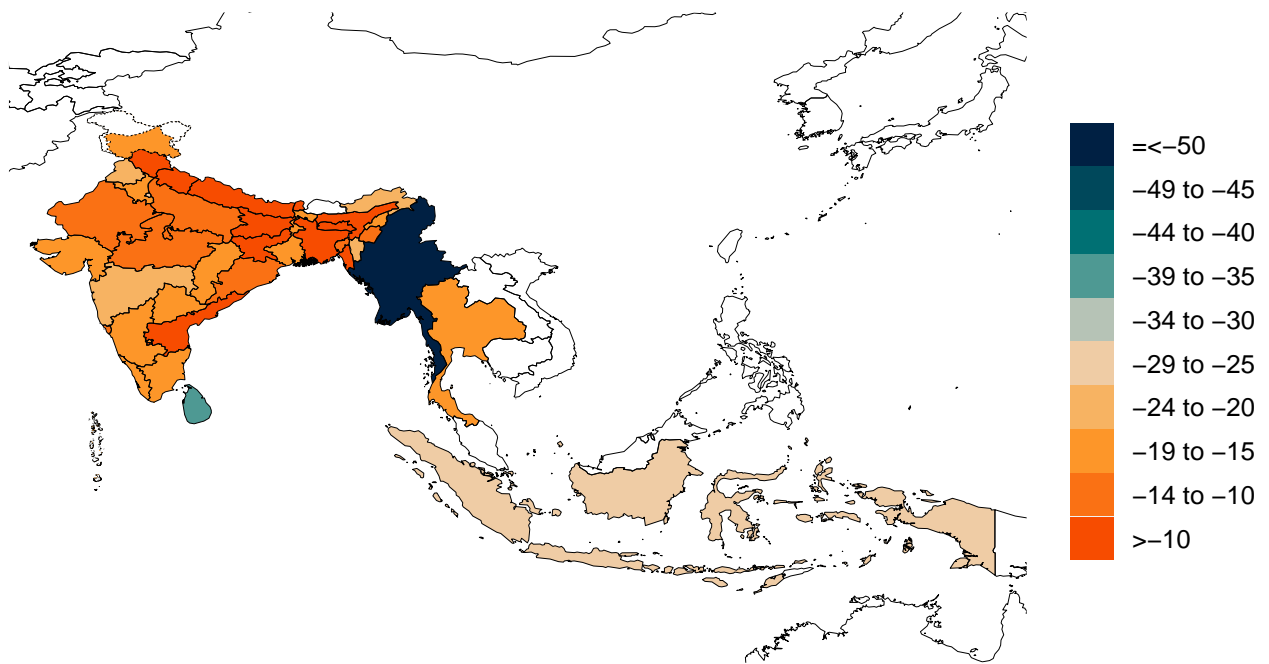 =<−50
−49 to −45
−44 to −40
−39 to −35
−34 to −30
−29 to −25
−24 to −20
−19 to −15
−14 to −10
>−10